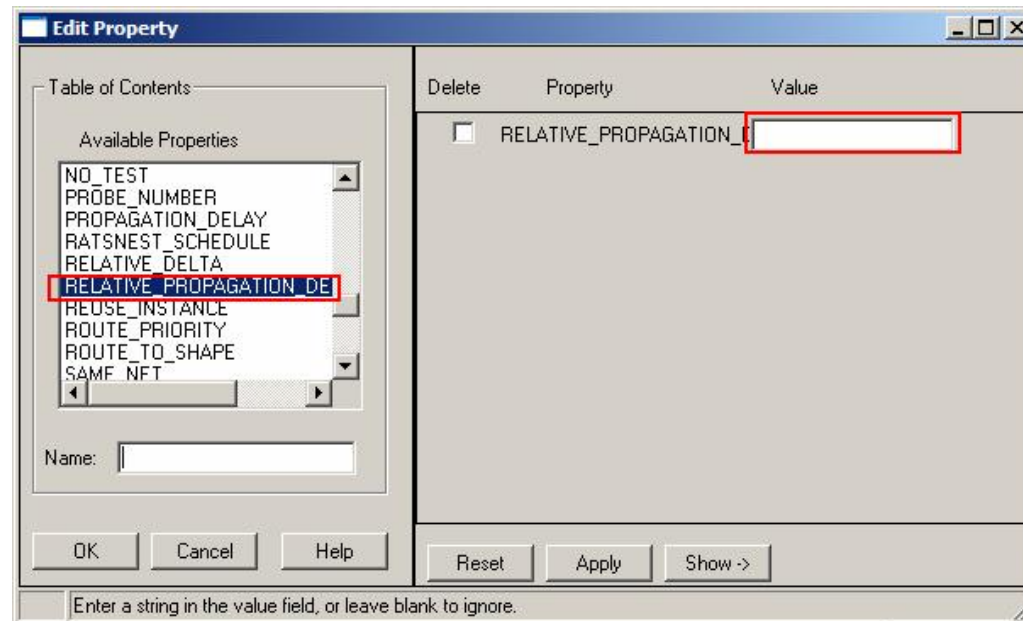 Edit Property
Table of Contents
Available Properties
NO_TEST
PROBE_NUMBER
PROPAGATION_DELAY
RATSNEST_SCHEDULE
RELATIVE_DELTA
RELATIVE_PROPAGATION_DE
REUSE_INSTANCE
ROUTE_PRIORITY
ROUTE_TO_SHAPE
SAME_NET
Name:
OK Cancel Help
Delete Property Value
RELATIVE_PROPAGATION_D
Reset Apply Show ->
Enter a string in the value field, or leave blank to ignore.